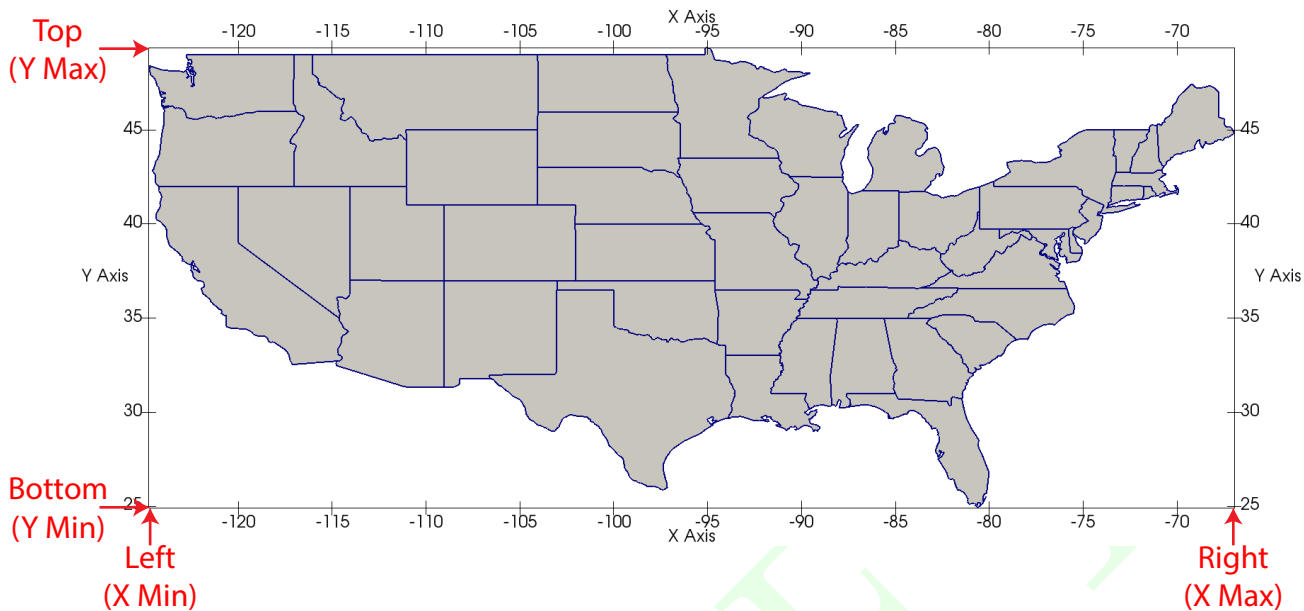 X Axis
-120 -115 -110 -105 -100 -95 -90 -85 -80 -75 -70
Top
(Y Max)
45 45
40 40
Y Axis Y Axis
35 35
30 30
Bottom
(Y Min)
25 25
-120 -115 -110 -105 -100 -95 -90 -85 -80 -75 -70
X Axis
Left
(X Min)
Right
(X Max)